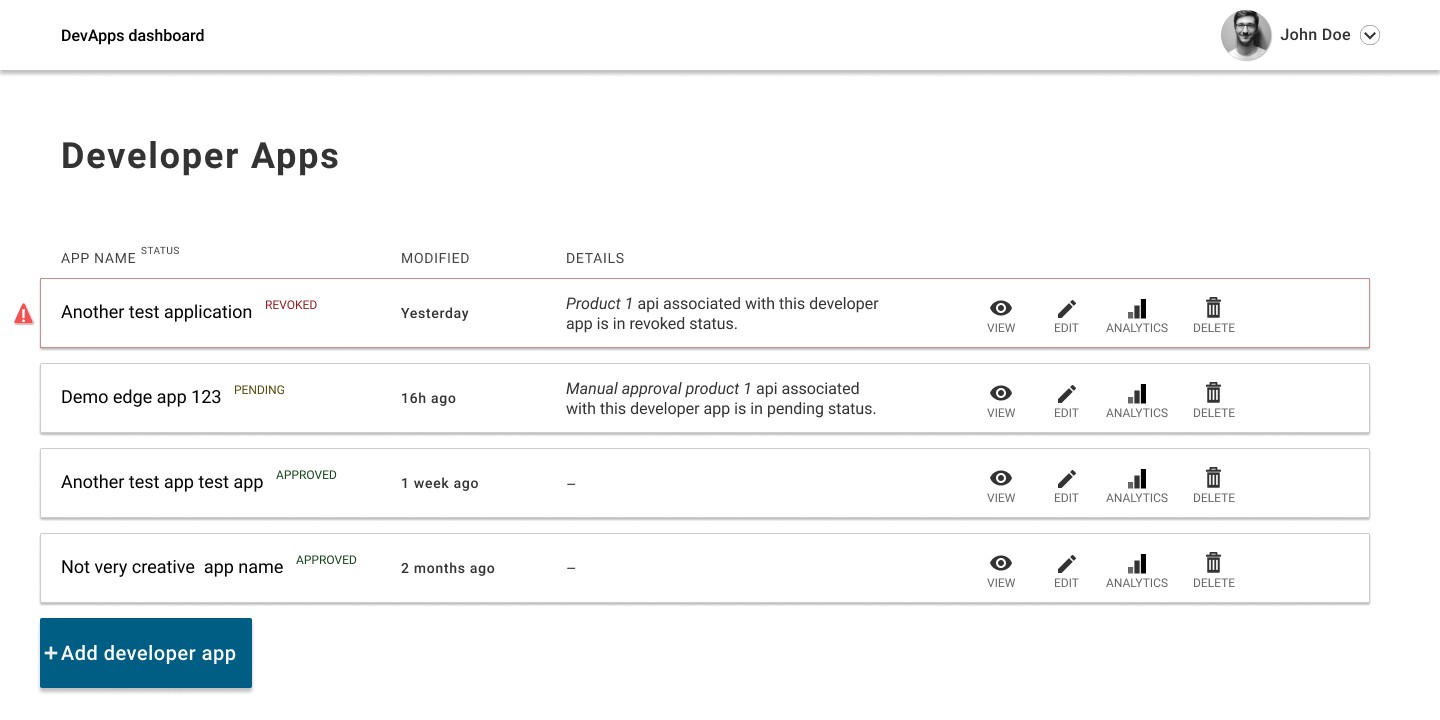 DevApps dashboard
John Doe
Developer Apps
APP NAME STATUS MODIFIED DETAILS
Another test application REVOKED Yesterday Product 1 api associated with this developer
app is in revoked status.
VIEW EDIT ANALYTICS DELETE
Demo edge app 123 PENDING 16h ago Manual approval product 1 api associated
with this developer app is in pending status.
VIEW EDIT ANALYTICS DELETE
Another test app test app APPROVED 1 week ago –
VIEW EDIT ANALYTICS DELETE
Not very creative  app name APPROVED 2 months ago –
VIEW EDIT ANALYTICS DELETE
+Add developer app